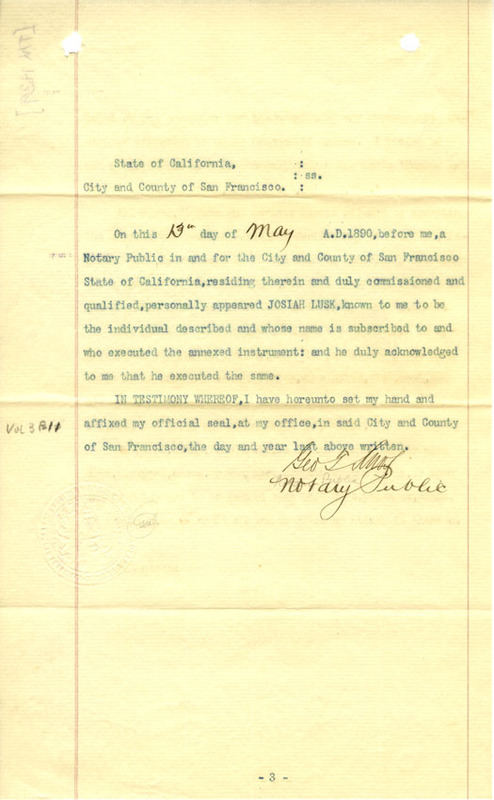 State of California, :
: ss.
City and County of San Francisco. :
On this 13th day of May A.D.1890,before me,a
Notary Public in and for the City and County of San Francisco
State of California,residing therein and duly commissioned and
qualified,personally appeared JOSIAH LUSK,known to me to be
the individual described and whose name is subscribed to and
who executed the annexed instrument: and he duly acknowledged
to me that he executed the same.
IN TESTIMONY WHEREOF,I have hereunto set my hand and
affixed my official seal,at my office,in said City and County
Vol 3 P11
of San Francisco,the day and year last above written.
Geo T Knox
Notary Public
- 3 -